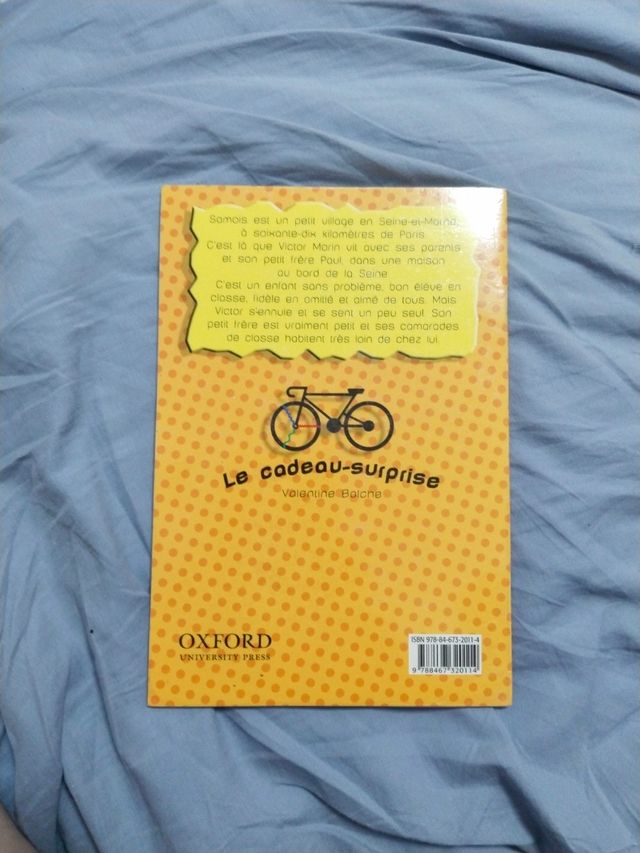 Samois est un petit village en Seine-et-Marne,
à soixante-dix kilomètres de Paris.
C'est là que Victor Morin vit avec ses parents
et son petit frère Paul, dans une maison
au bord de la Seine.
C'est un enfant sans problème, bon élève en
classe, fidèle en amitié et aimé de tous. Mais
Victor s'ennuie et se sent un peu seul. Son
petit frère est vraiment petit et ses camarades
de classe habitent très loin de chez lui.
Le cadeau-surprise
Valentine Batche
OXFORD
UNIVERSITY PRESS
ISBN 978-84-673-2011-4
9 788467 320114